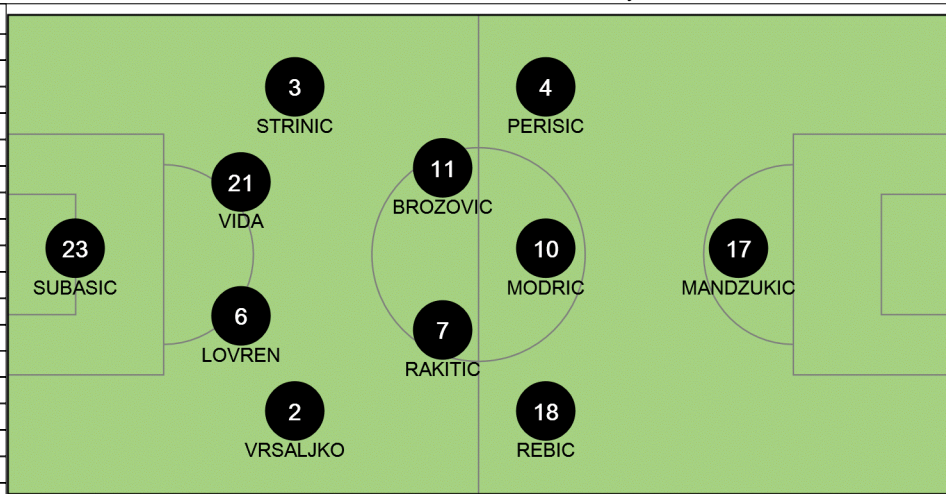 3
STRINIC
4
PERISIC
21
VIDA
11
BROZOVIC
23
SUBASIC
10
MODRIC
17
MANDZUKIC
6
LOVREN
7
RAKITIC
2
VRSALJKO
18
REBIC